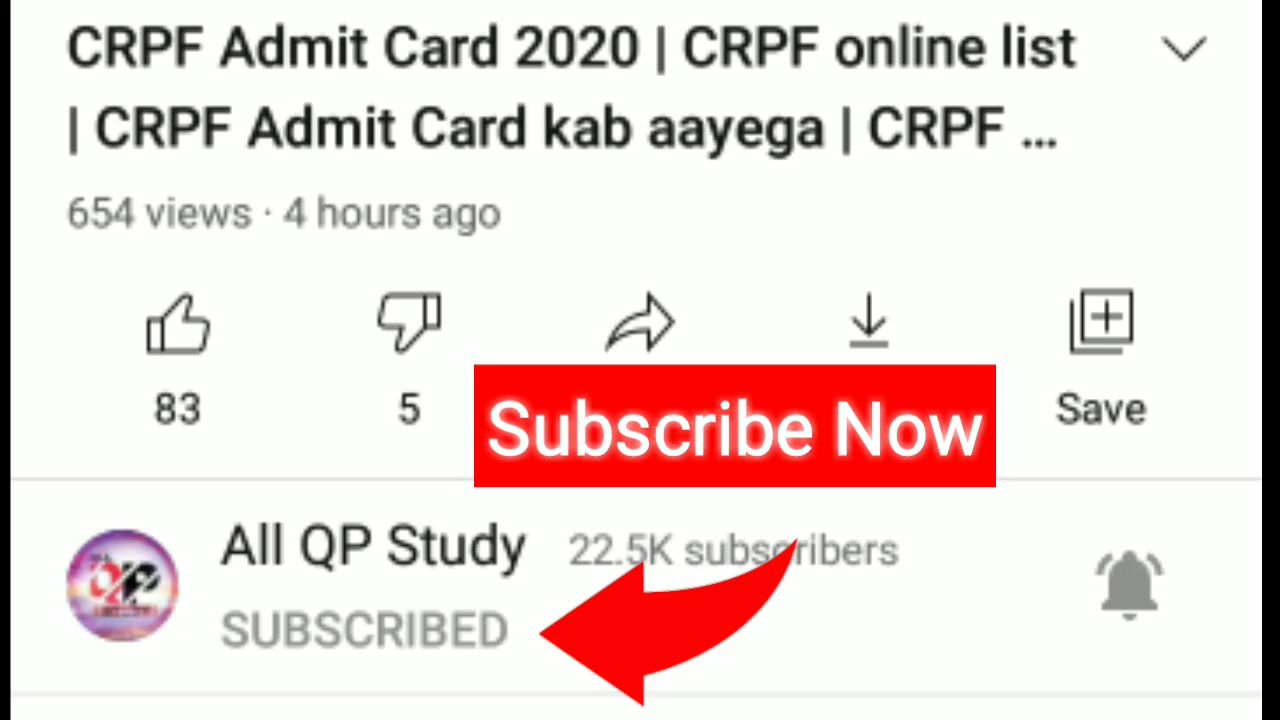 CRPF Admit Card 2020 | CRPF online list
| CRPF Admit Card kab aayega | CRPF ...
654 views · 4 hours ago
83
5
Subscribe Now
Save
All QP Study 22.5K subscribers
SUBSCRIBED